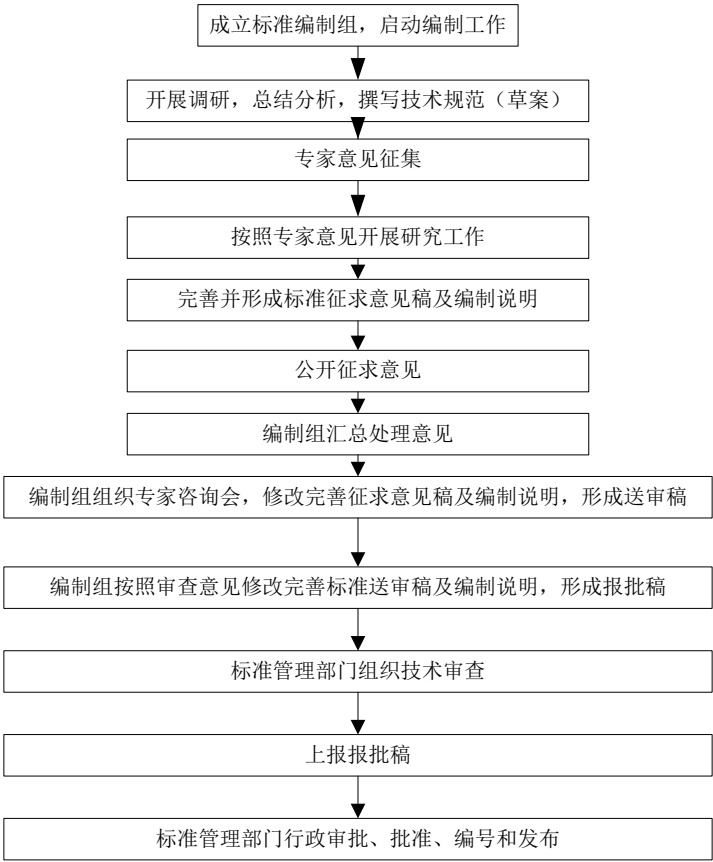 成立标准编制组，启动编制工作
开展调研，总结分析，撰写技术规范（草案）
专家意见征集
按照专家意见开展研究工作
完善并形成标准征求意见稿及编制说明
公开征求意见
编制组汇总处理意见
编制组组织专家咨询会，修改完善征求意见稿及编制说明，形成送审稿
编制组按照审查意见修改完善标准送审稿及编制说明，形成报批稿
标准管理部门组织技术审查
上报报批稿
标准管理部门行政审批、批准、编号和发布